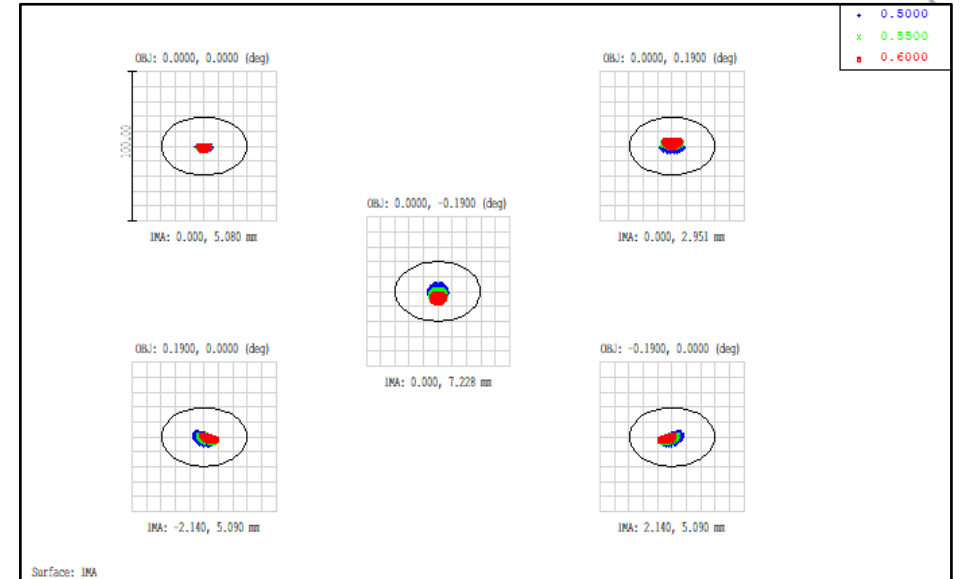 + 0.5000
× 0.5500
0.6000
OBJ: 0.0000, 0.0000 (deg)
100.00
IMA: 0.000, 5.080 mm
OBJ: 0.0000, 0.1900 (deg)
IMA: 0.000, 2.951 mm
OBJ: 0.0000, -0.1900 (deg)
IMA: 0.000, 7.228 mm
OBJ: 0.1900, 0.0000 (deg)
IMA: -2.140, 5.090 mm
OBJ: -0.1900, 0.0000 (deg)
IMA: 2.140, 5.090 mm
Surface: IMA